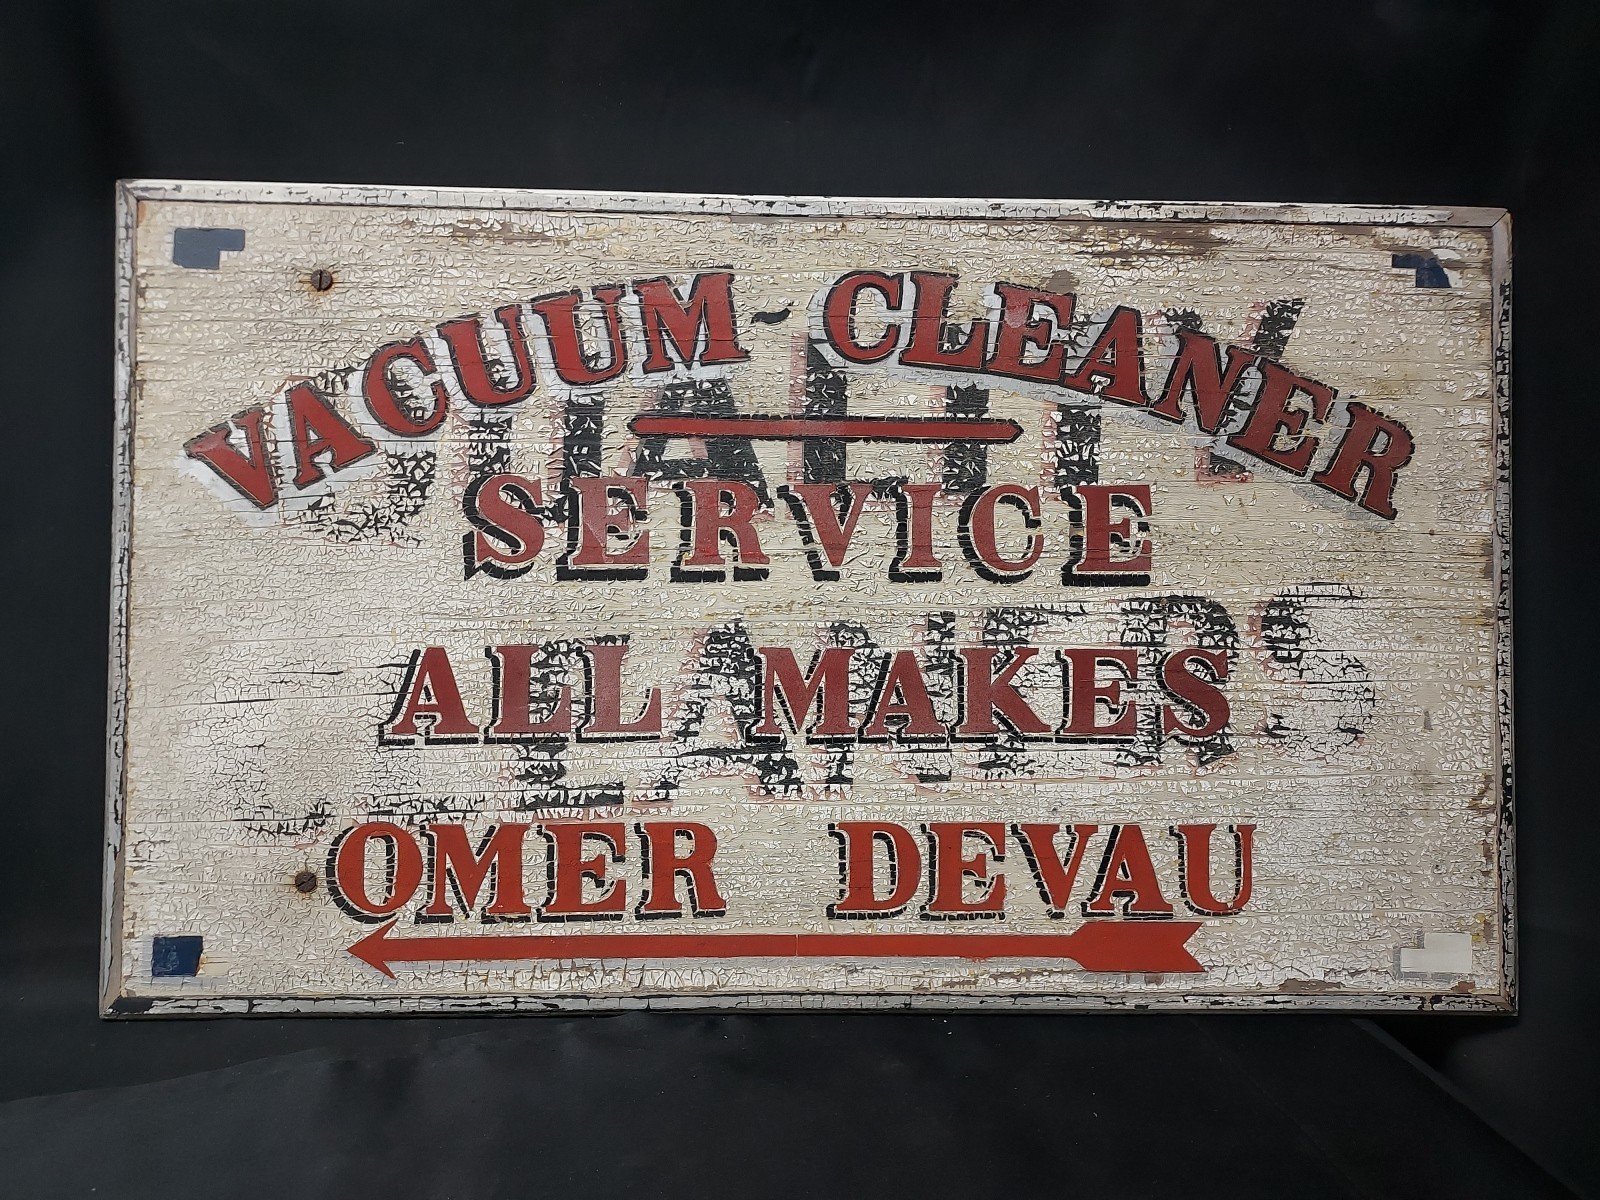 VACUUM-CLEANER
SERVICE
ALL MAKES
OMER DEVAU